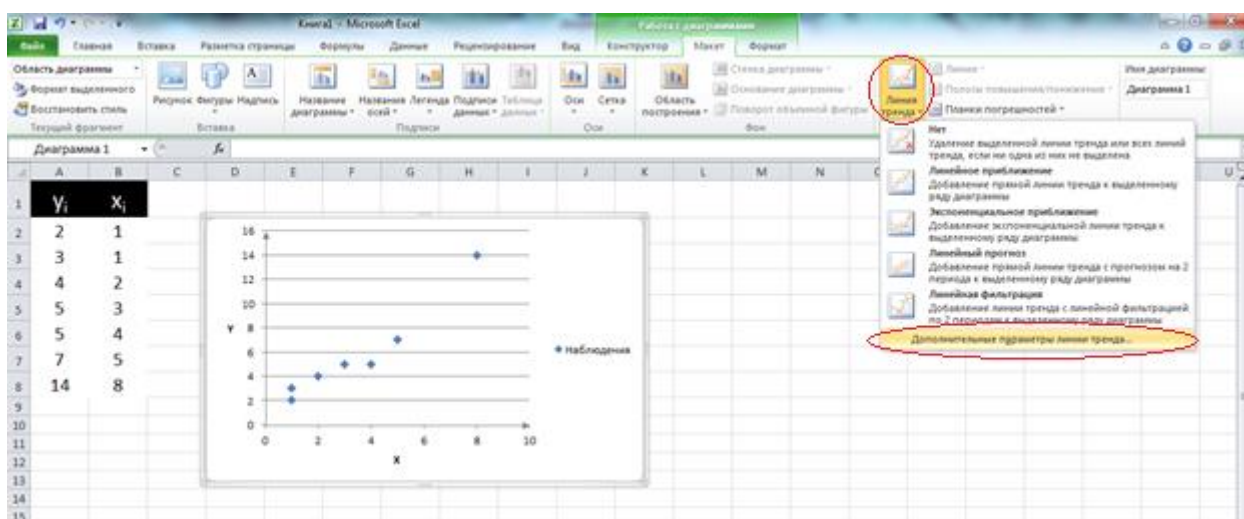 Книга1 - Microsoft Excel
Работа с диаграммами
Файл Главная Вставка Разметка страницы Формулы Данные Рецензирование Вид Конструктор Макет Формат
Область диаграммы
Формат выделенного
Восстановить стиль
Текущий фрагмент
Рисунок Фигуры Надпись
Вставка
Название диаграммы
Названия осей
Легенда
Подписи данных
Таблица данных
Подписи
Оси Сетка
Оси
Область построения
Стенка диаграммы
Основание диаграммы
Поворот объемной фигуры
Фон
Линия тренда
Линии
Полосы повышения/понижения
Планки погрешностей
Имя диаграммы:
Диаграмма 1
Диаграмма 1
fx
Нет
Удаление выделенной линии тренда или всех линий
тренда, если ни одна из них не выделена
Линейное приближение
Добавление прямой линии тренда к выделенному
ряду диаграммы
Экспоненциальное приближение
Добавление экспоненциальной линии тренда к
выделенному ряду диаграммы
Линейный прогноз
Добавление прямой линии тренда с прогнозом на 2
периода к выделенному ряду диаграммы
Линейная фильтрация
Добавление линии тренда с линейной фильтрацией
по 2 периодам к выделенному ряду диаграммы
Дополнительные параметры линии тренда...
A B C D E F G H I J K L M N U
1 yi xi
2 2 1
3 3 1
4 4 2
5 5 3
6 5 4
7 7 5
8 14 8
9
10
11
12
13
14
15
16
14
12
10
8
6
4
2
0
Y
0 2 4 6 8 10
X
Наблюдения